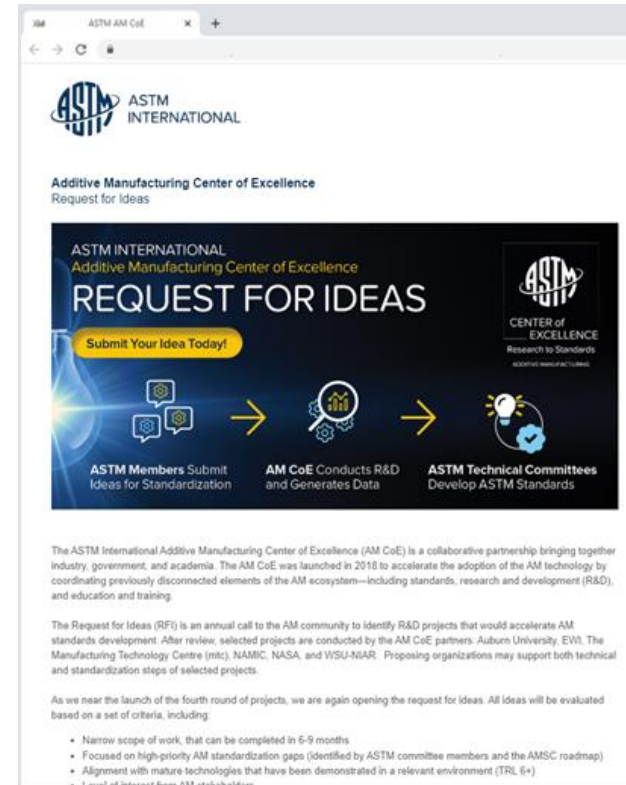 ASTM AM CoE
ASTM
ASTM
INTERNATIONAL
Additive Manufacturing Center of Excellence
Request for Ideas
ASTM INTERNATIONAL
Additive Manufacturing Center of Excellence
REQUEST FOR IDEAS
Submit Your Idea Today!
ASTM
CENTER of
EXCELLENCE
Research to Standards
ADDITIVE MANUFACTURING
ASTM Members Submit
Ideas for Standardization
AM CoE Conducts R&D
and Generates Data
ASTM Technical Committees
Develop ASTM Standards
The ASTM International Additive Manufacturing Center of Excellence (AM CoE) is a collaborative partnership bringing together
industry, government, and academia. The AM CoE was launched in 2018 to accelerate the adoption of the AM technology by
coordinating previously disconnected elements of the AM ecosystem—including standards, research and development (R&D),
and education and training.
The Request for Ideas (RFI) is an annual call to the AM community to identify R&D projects that would accelerate AM
standards development. After review, selected projects are conducted by the AM CoE partners: Auburn University, EWI, The
Manufacturing Technology Centre (mtc), NAMIC, NASA, and WSU-NIAR. Proposing organizations may support both technical
and standardization steps of selected projects.
As we near the launch of the fourth round of projects, we are again opening the request for ideas. All ideas will be evaluated
based on a set of criteria, including:
• Narrow scope of work, that can be completed in 6-9 months
• Focused on high-priority AM standardization gaps (identified by ASTM committee members and the AMSC roadmap)
• Alignment with mature technologies that have been demonstrated in a relevant environment (TRL 6+)
• Level of interest from AM stakeholders